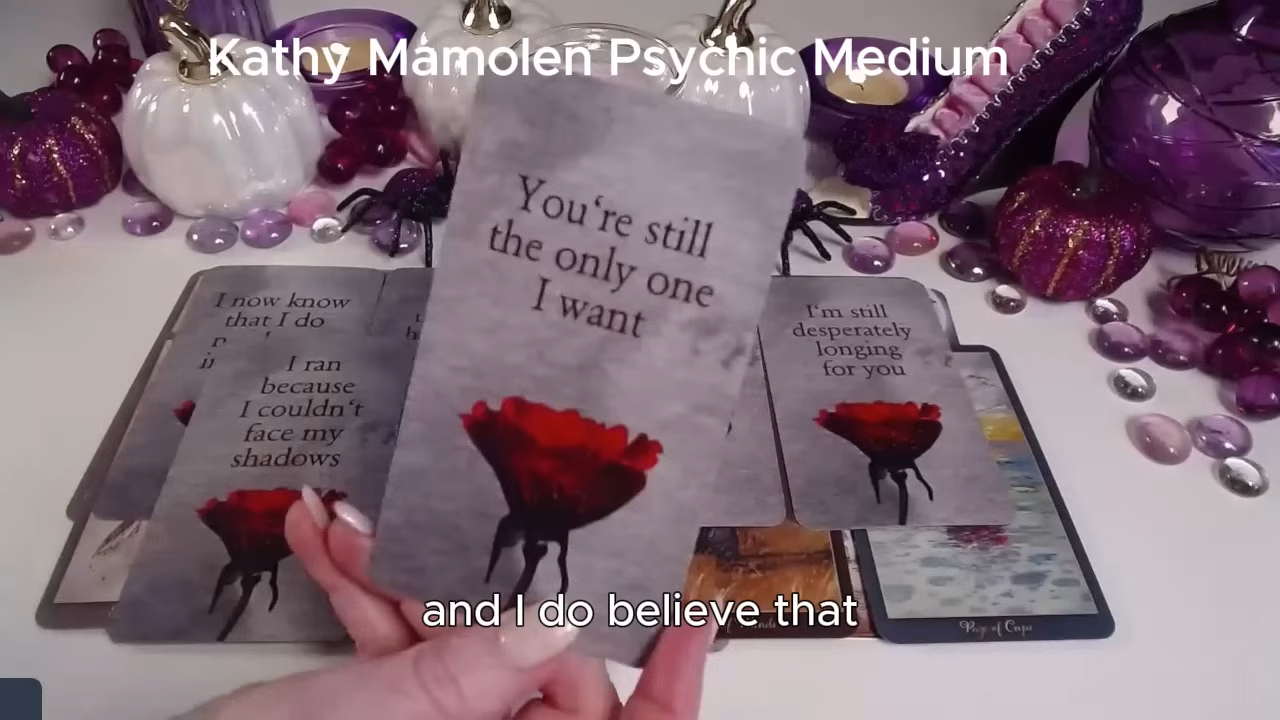 Kathy Mamolen Psychic Medium
You're still
the only one
I want
I now know
that I do
I ran
because
I couldn't
face my
shadows
I'm still
desperately
longing
for you
and I do believe that
Page of Cups